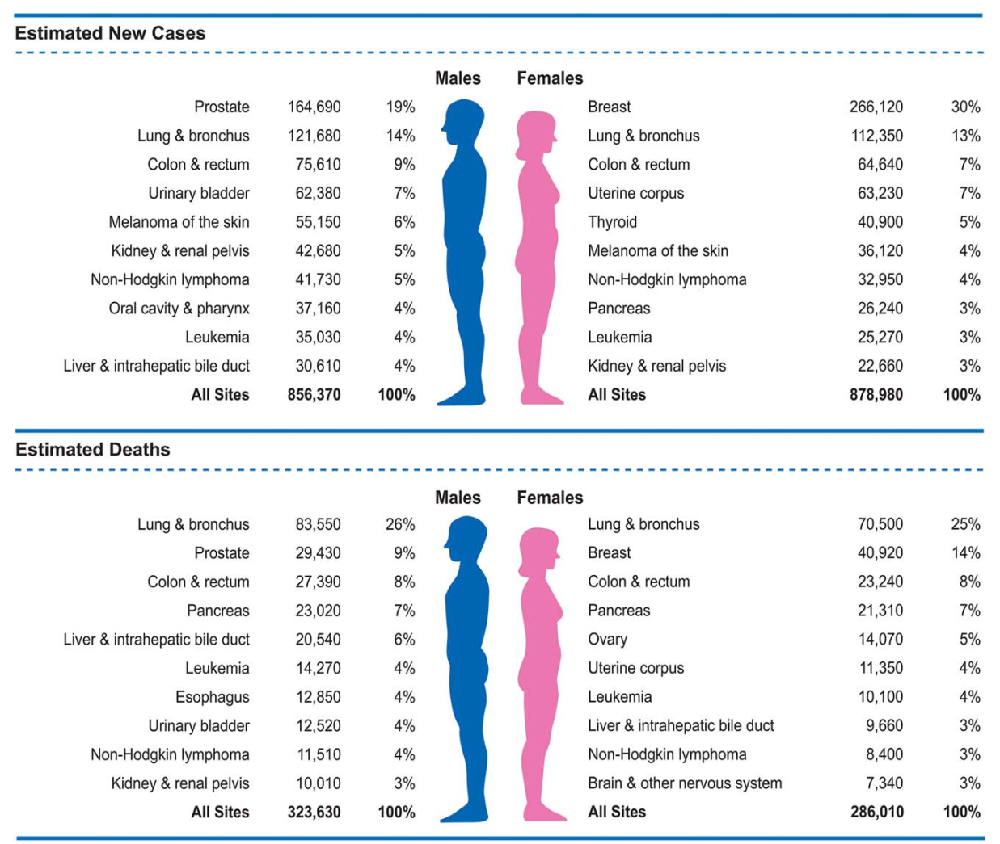 Estimated New Cases
Males Females
Prostate 164,690 19% Breast 266,120 30%
Lung & bronchus 121,680 14% Lung & bronchus 112,350 13%
Colon & rectum 75,610 9% Colon & rectum 64,640 7%
Urinary bladder 62,380 7% Uterine corpus 63,230 7%
Melanoma of the skin 55,150 6% Thyroid 40,900 5%
Kidney & renal pelvis 42,680 5% Melanoma of the skin 36,120 4%
Non-Hodgkin lymphoma 41,730 5% Non-Hodgkin lymphoma 32,950 4%
Oral cavity & pharynx 37,160 4% Pancreas 26,240 3%
Leukemia 35,030 4% Leukemia 25,270 3%
Liver & intrahepatic bile duct 30,610 4% Kidney & renal pelvis 22,660 3%
All Sites 856,370 100% All Sites 878,980 100%
Estimated Deaths
Males Females
Lung & bronchus 83,550 26% Lung & bronchus 70,500 25%
Prostate 29,430 9% Breast 40,920 14%
Colon & rectum 27,390 8% Colon & rectum 23,240 8%
Pancreas 23,020 7% Pancreas 21,310 7%
Liver & intrahepatic bile duct 20,540 6% Ovary 14,070 5%
Leukemia 14,270 4% Uterine corpus 11,350 4%
Esophagus 12,850 4% Leukemia 10,100 4%
Urinary bladder 12,520 4% Liver & intrahepatic bile duct 9,660 3%
Non-Hodgkin lymphoma 11,510 4% Non-Hodgkin lymphoma 8,400 3%
Kidney & renal pelvis 10,010 3% Brain & other nervous system 7,340 3%
All Sites 323,630 100% All Sites 286,010 100%